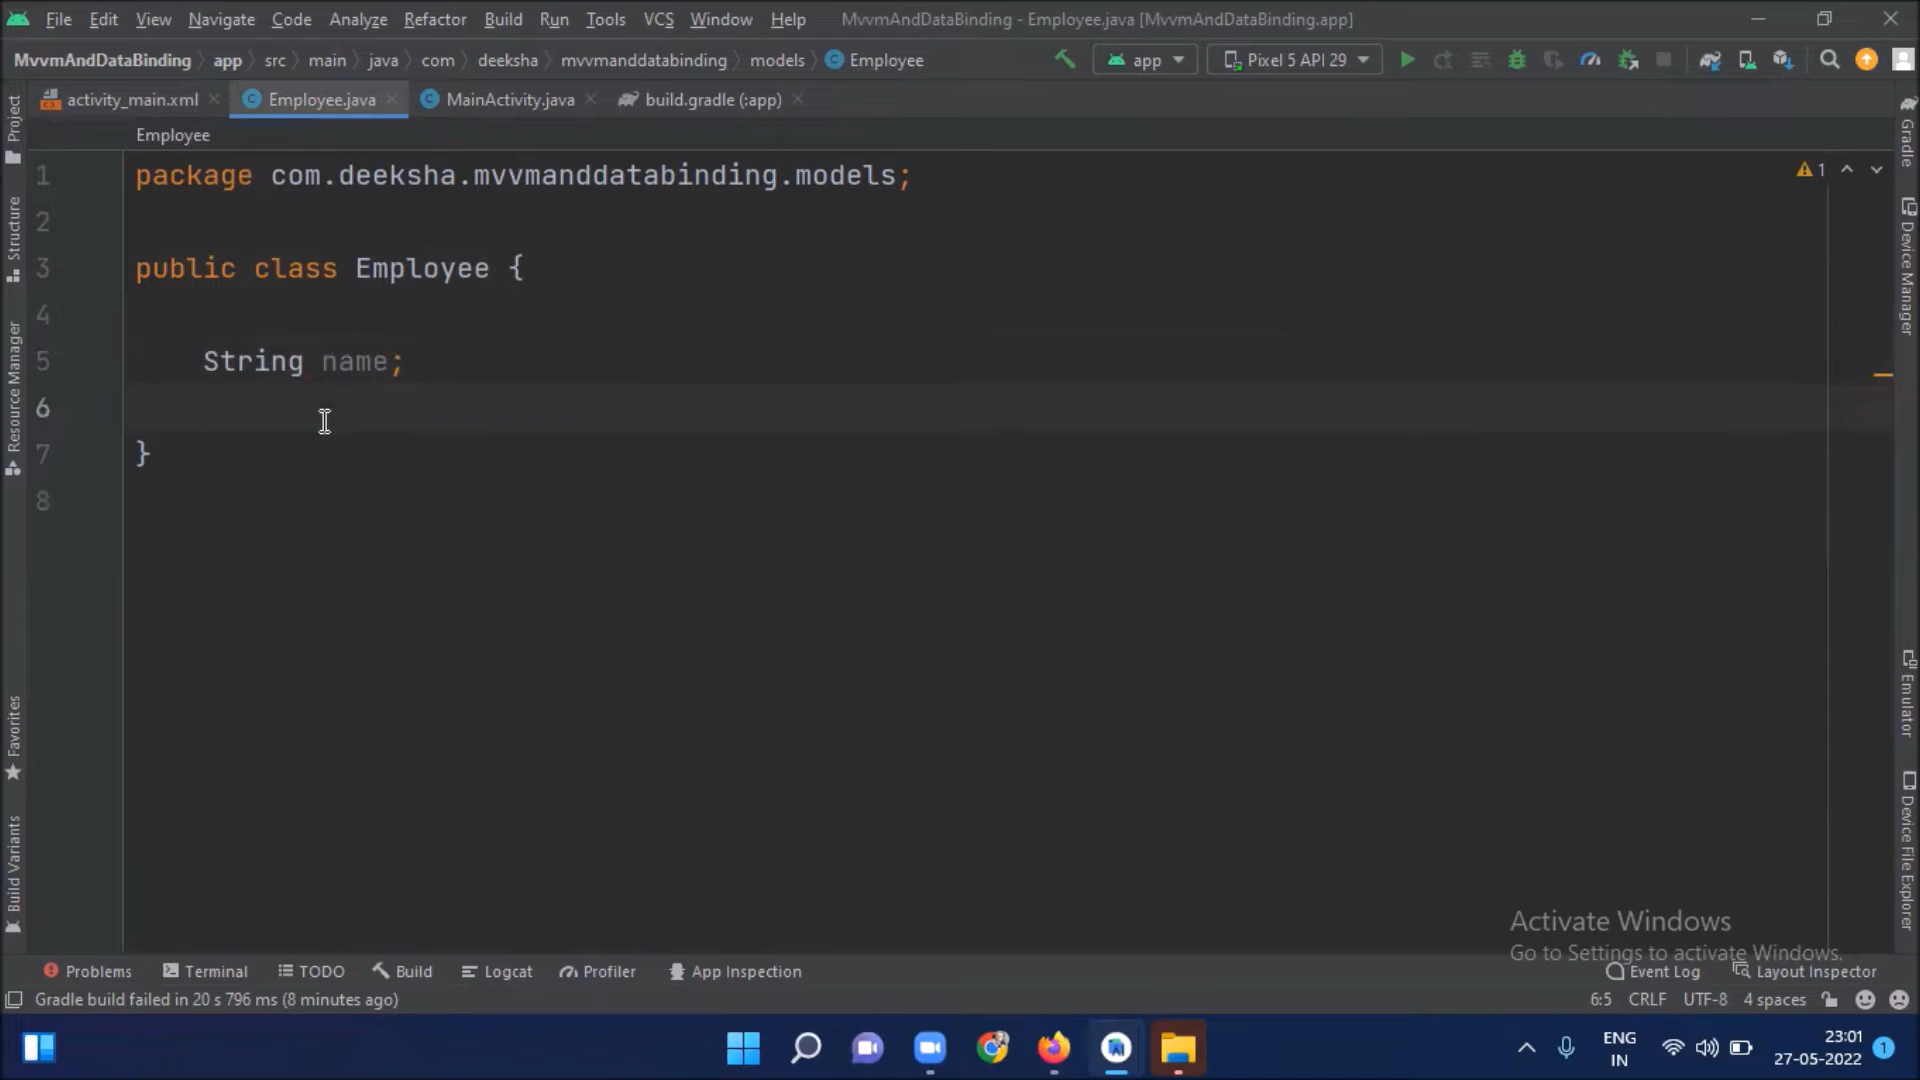 File Edit View Navigate Code Analyze Refactor Build Run Tools VCS Window Help MvvmAndDataBinding - Employee.java [MvvmAndDataBinding.app]
MvvmAndDataBinding app src main java com deeksha mvvmanddatabinding models Employee app Pixel 5 API 29
activity_main.xml Employee.java MainActivity.java build.gradle (:app)
Employee
1 package com.deeksha.mvvmanddatabinding.models;
2
3 public class Employee {
4
5 String name;
6
7 }
8
1
Project
Structure
Resource Manager
Favorites
Build Variants
Gradle
Device Manager
Emulator
Device File Explorer
Activate Windows
Go to Settings to activate Windows.
Problems Terminal TODO Build Logcat Profiler App Inspection Event Log Layout Inspector
Gradle build failed in 20 s 796 ms (8 minutes ago) 6:5 CRLF UTF-8 4 spaces
ENG
IN
23:01
27-05-2022
1